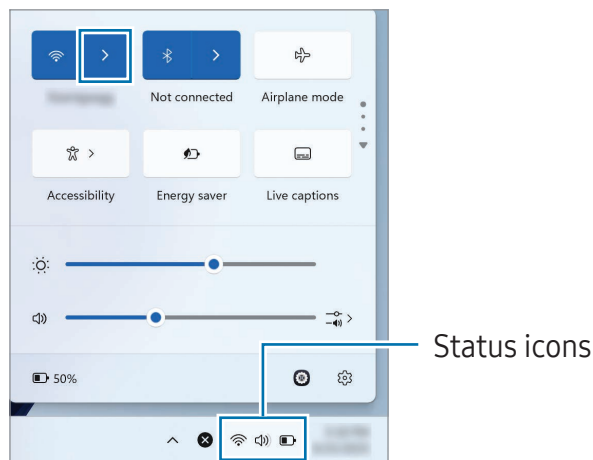 Not connected
Airplane mode
Accessibility
Energy saver
Live captions
50%
Status icons